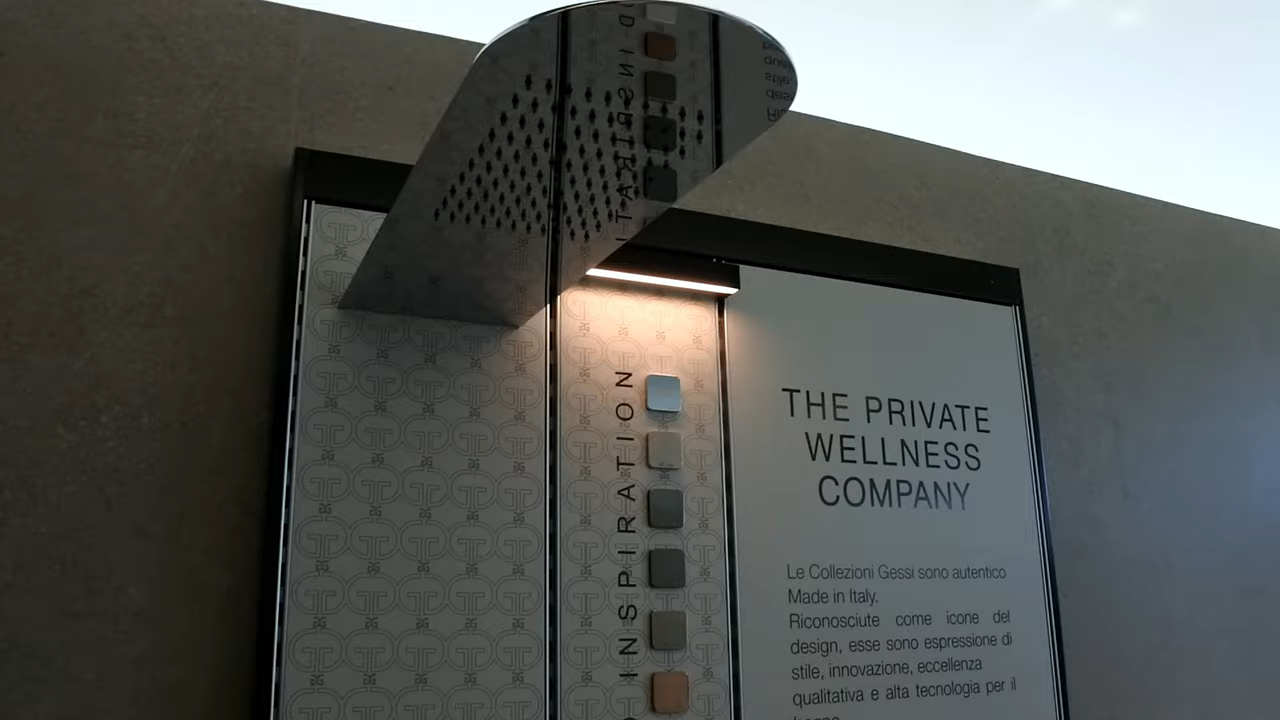 INSPIRATION
THE PRIVATE
WELLNESS
COMPANY
Le Collezioni Gessi sono autentico
Made in Italy.
Riconosciute come icone del
design, esse sono espressione di
stile, innovazione, eccellenza
qualitativa e alta tecnologia per il